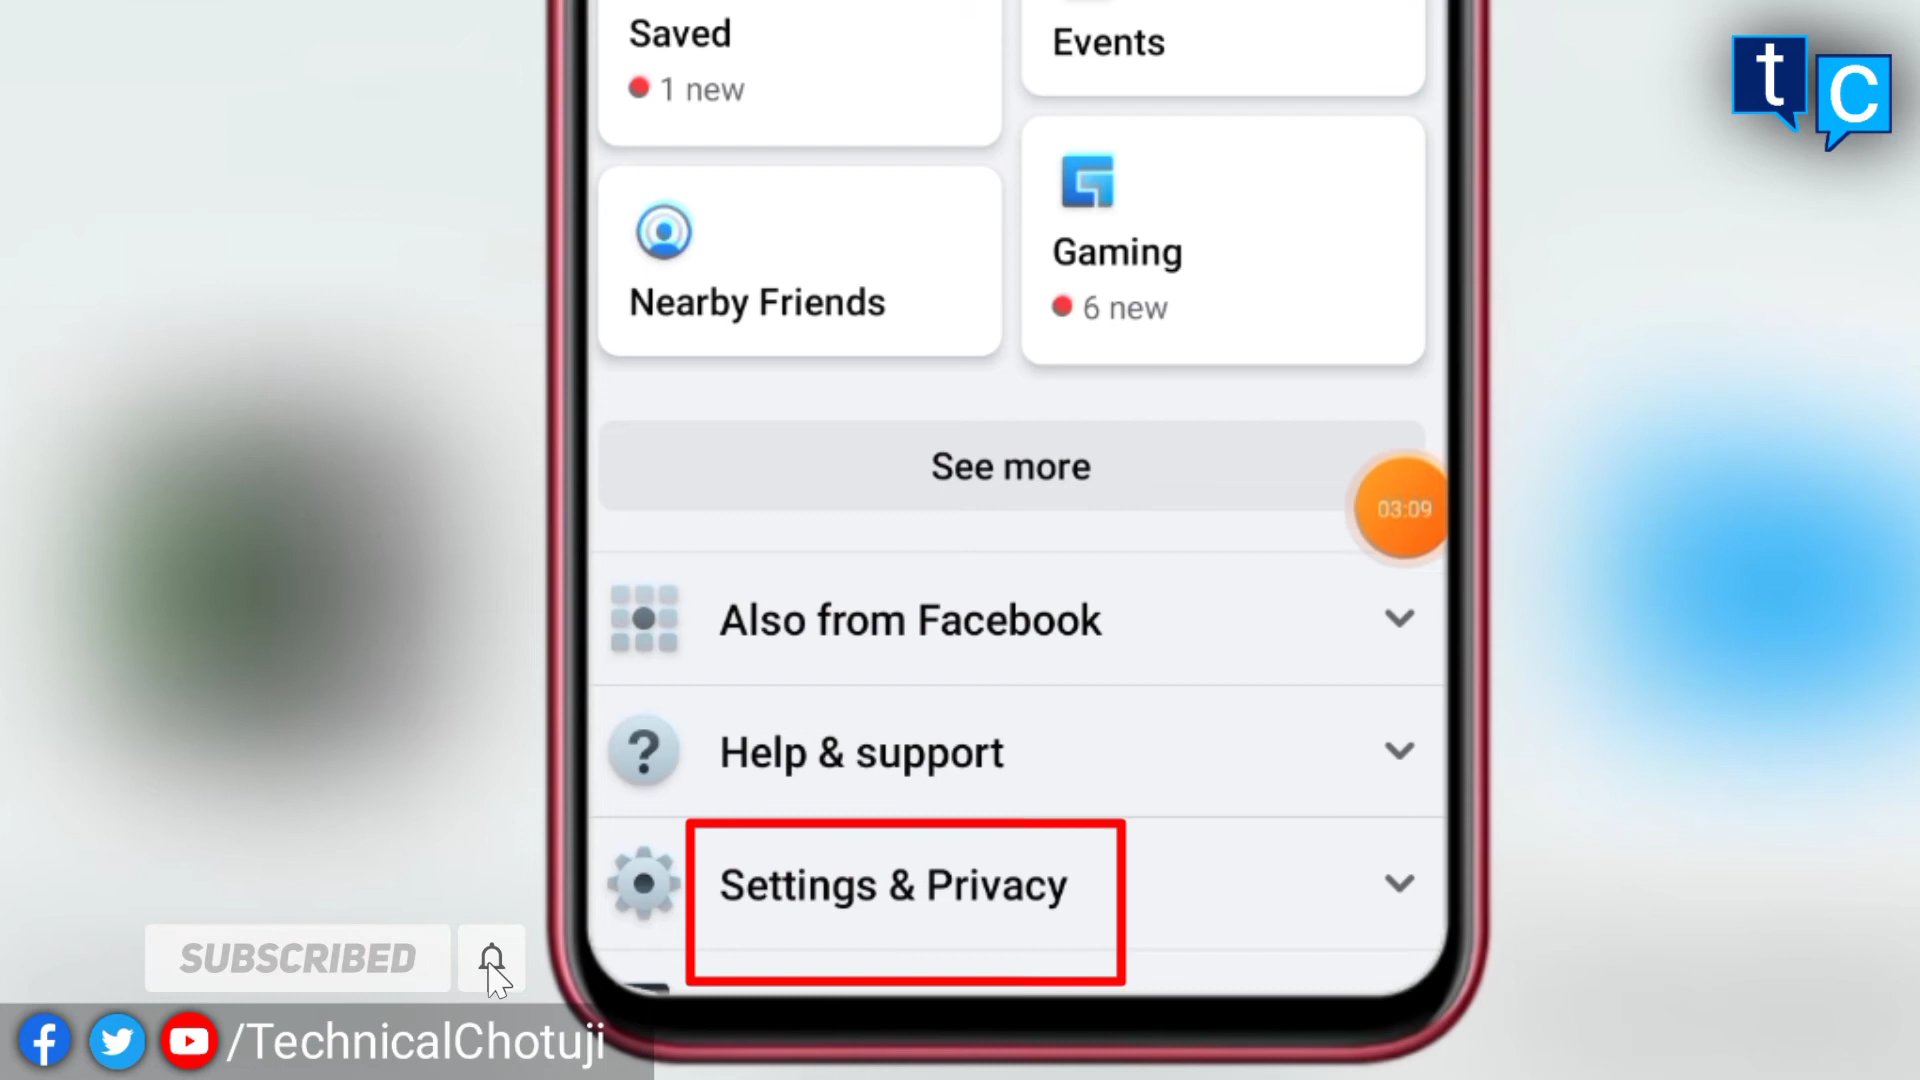 Saved
1 new
Events
Nearby Friends
Gaming
6 new
See more
03:09
Also from Facebook
?
Help & support
Settings & Privacy
SUBSCRIBED
/TechnicalChotuji
t
C